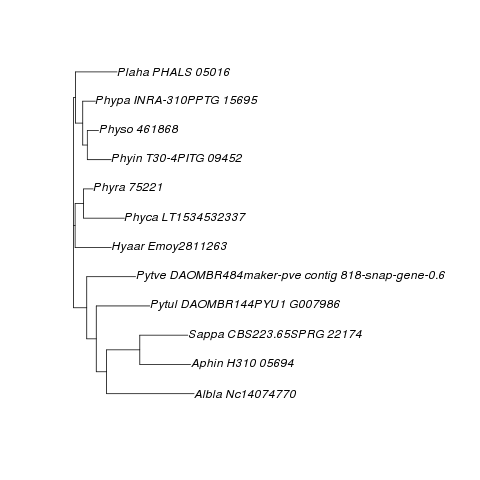 Plaha PHALS 05016
Phypa INRA-310PPTG 15695
Physo 461868
Phyin T30-4PITG 09452
Phyra 75221
Phyca LT1534532337
Hyaar Emoy2811263
Pytve DAOMBR484maker-pve contig 818-snap-gene-0.6
Pytul DAOMBR144PYU1 G007986
Sappa CBS223.65SPRG 22174
Aphin H310 05694
Albla Nc14074770